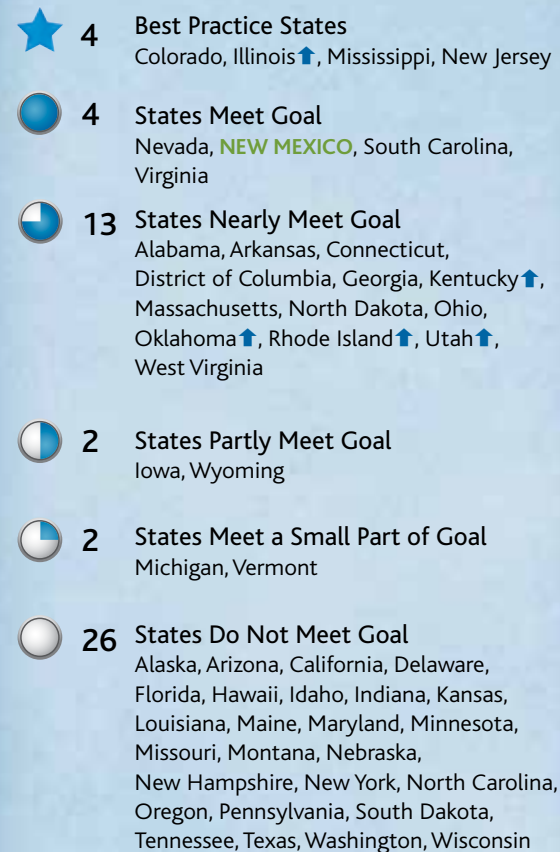 4 Best Practice States
Colorado, Illinois⬆, Mississippi, New Jersey
4 States Meet Goal
Nevada, NEW MEXICO, South Carolina,
Virginia
13 States Nearly Meet Goal
Alabama, Arkansas, Connecticut,
District of Columbia, Georgia, Kentucky⬆,
Massachusetts, North Dakota, Ohio,
Oklahoma⬆, Rhode Island⬆, Utah⬆,
West Virginia
2 States Partly Meet Goal
Iowa, Wyoming
2 States Meet a Small Part of Goal
Michigan, Vermont
26 States Do Not Meet Goal
Alaska, Arizona, California, Delaware,
Florida, Hawaii, Idaho, Indiana, Kansas,
Louisiana, Maine, Maryland, Minnesota,
Missouri, Montana, Nebraska,
New Hampshire, New York, North Carolina,
Oregon, Pennsylvania, South Dakota,
Tennessee, Texas, Washington, Wisconsin